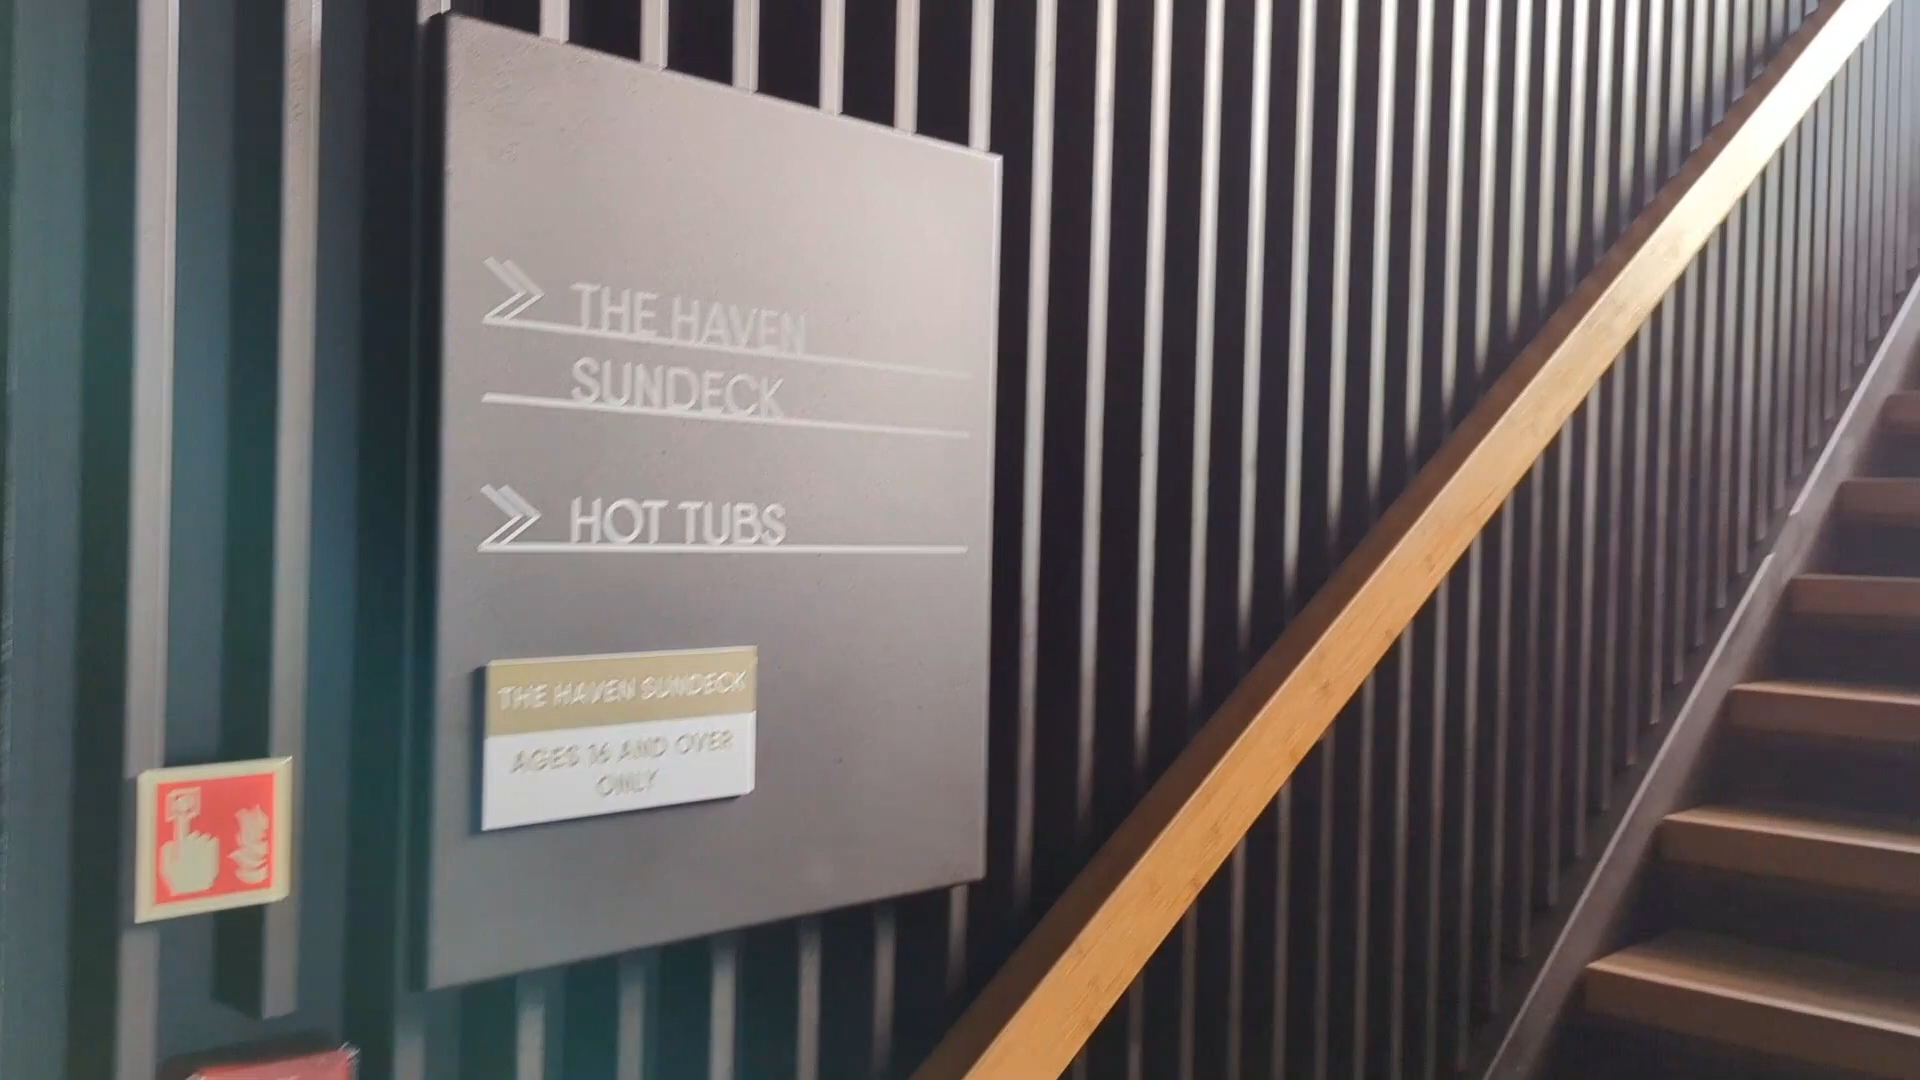 THE HAVEN
SUNDECK
HOT TUBS
THE HAVEN SUNDECK
AGES 16 AND OVER
ONLY